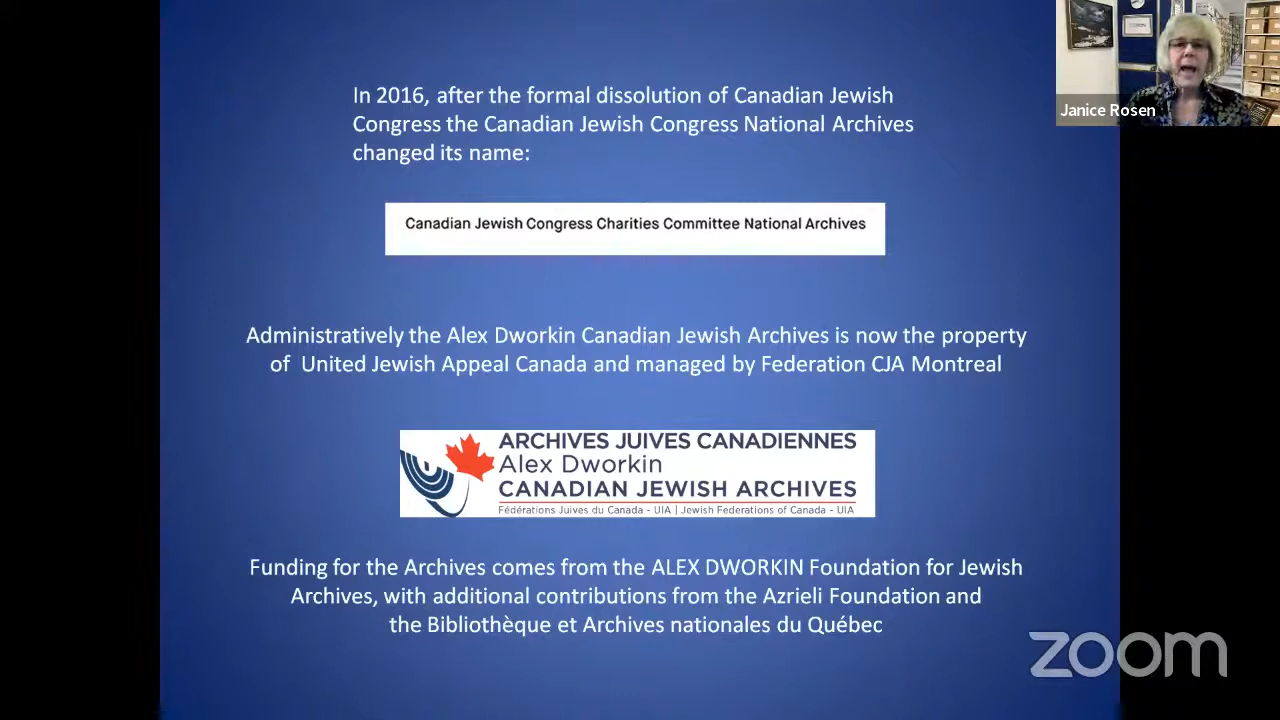 In 2016, after the formal dissolution of Canadian Jewish
Congress the Canadian Jewish Congress National Archives
changed its name:
Janice Rosen
Canadian Jewish Congress Charities Committee National Archives
Administratively the Alex Dworkin Canadian Jewish Archives is now the property
of United Jewish Appeal Canada and managed by Federation CJA Montreal
ARCHIVES JUIVES CANADIENNES
Alex Dworkin
CANADIAN JEWISH ARCHIVES
Fédérations Juives du Canada - UIA | Jewish Federations of Canada - UIA
Funding for the Archives comes from the ALEX DWORKIN Foundation for Jewish
Archives, with additional contributions from the Azrieli Foundation and
the Bibliothèque et Archives nationales du Québec
zoom